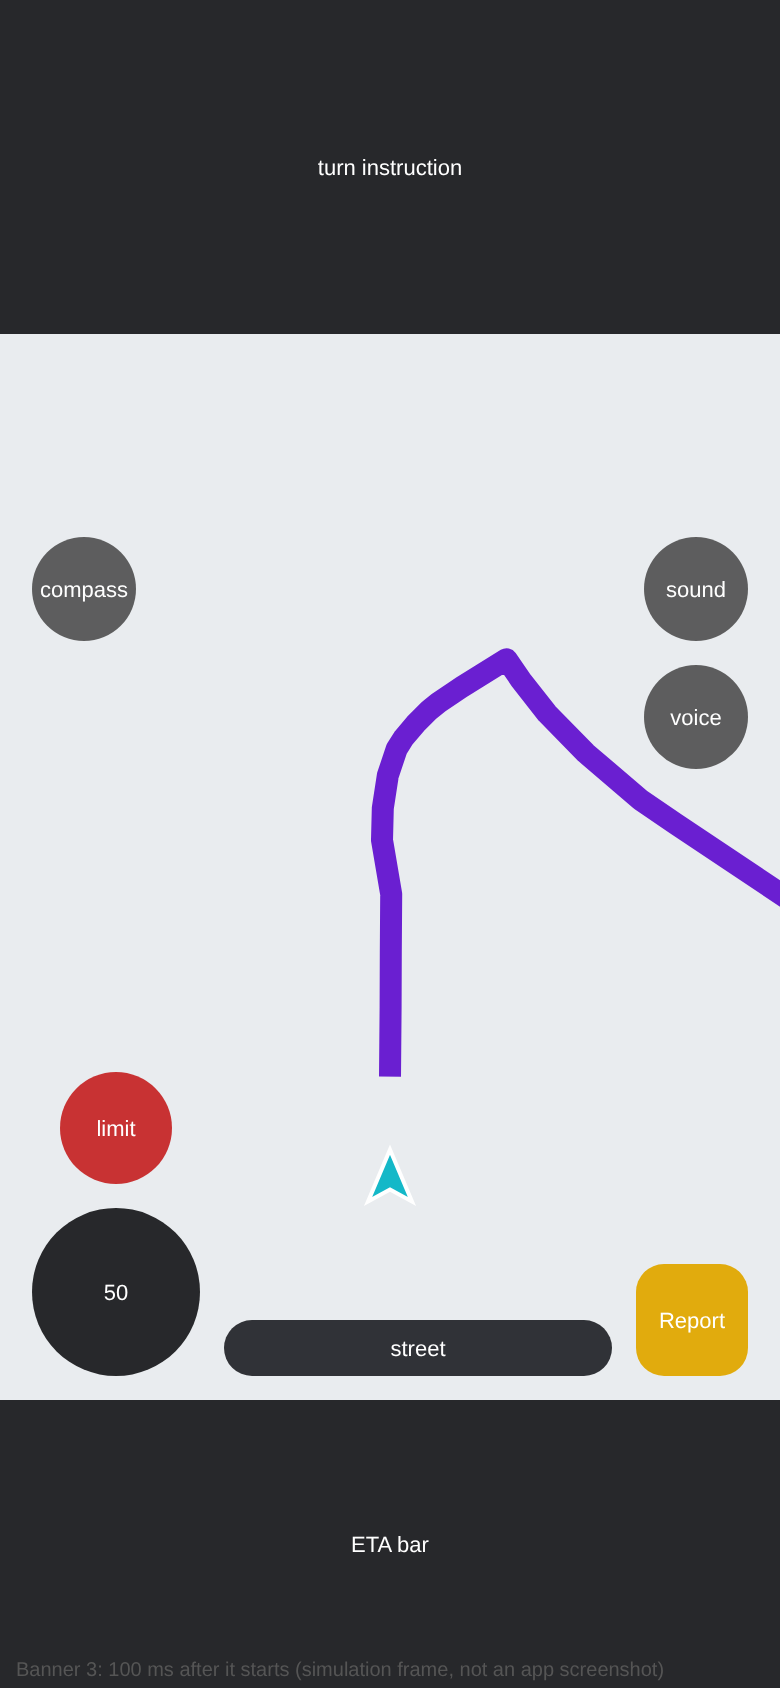 turn instruction
compass
sound
voice
limit
50
street
Report
ETA bar
Banner 3: 100 ms after it starts (simulation frame, not an app screenshot)